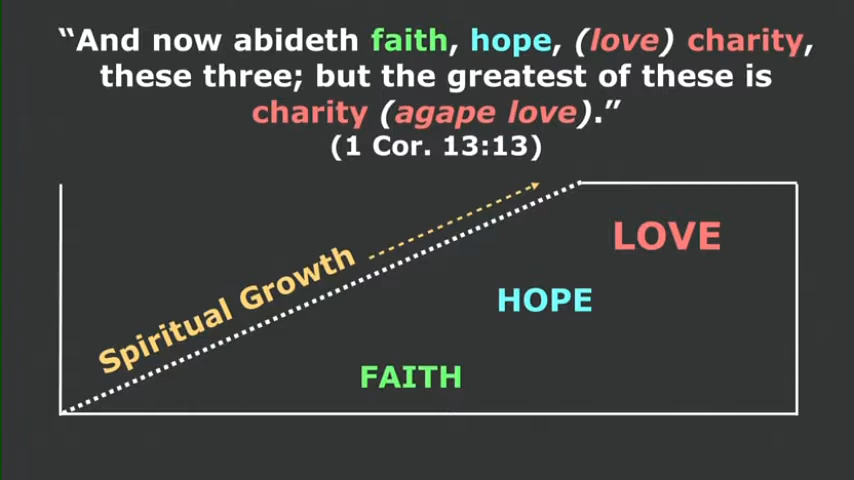 “And now abideth faith, hope, (love) charity,
these three; but the greatest of these is
charity (agape love).”
(1 Cor. 13:13)
Spiritual Growth
LOVE
HOPE
FAITH